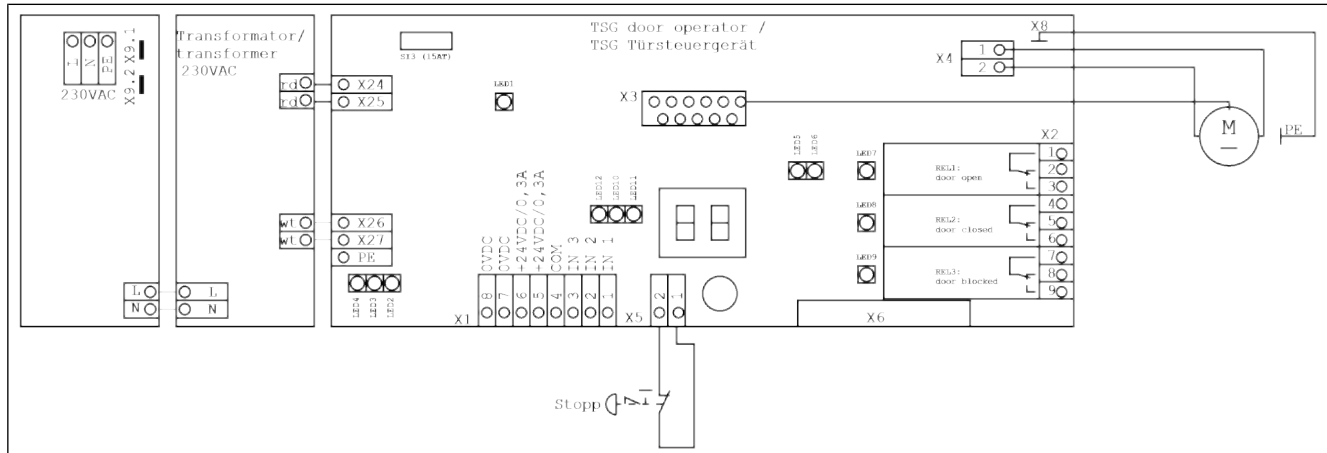 L
N
PE
230VAC
X9.1
X9.2
L
N
Transformator/
transformer
230VAC
rd
rd
wt
wt
L
N
TSG door operator /
TSG Türsteuergerät
SI3 (15AT)
LED1
X24
X25
X26
X27
PE
LED4
LED3
LED2
X3
LED12
LED10
LED11
LED5
LED6
LED7
LED8
LED9
0VDC
0VDC
+24VDC/0,3A
+24VDC/0,3A
COM
IN 3
IN 2
IN 1
X1
8
7
6
5
4
3
2
1
X5
2
1
X6
X2
REL1:
door open
1
2
3
REL2:
door closed
4
5
6
REL3:
door blocked
7
8
9
X4
1
2
X8
M
PE
Stopp